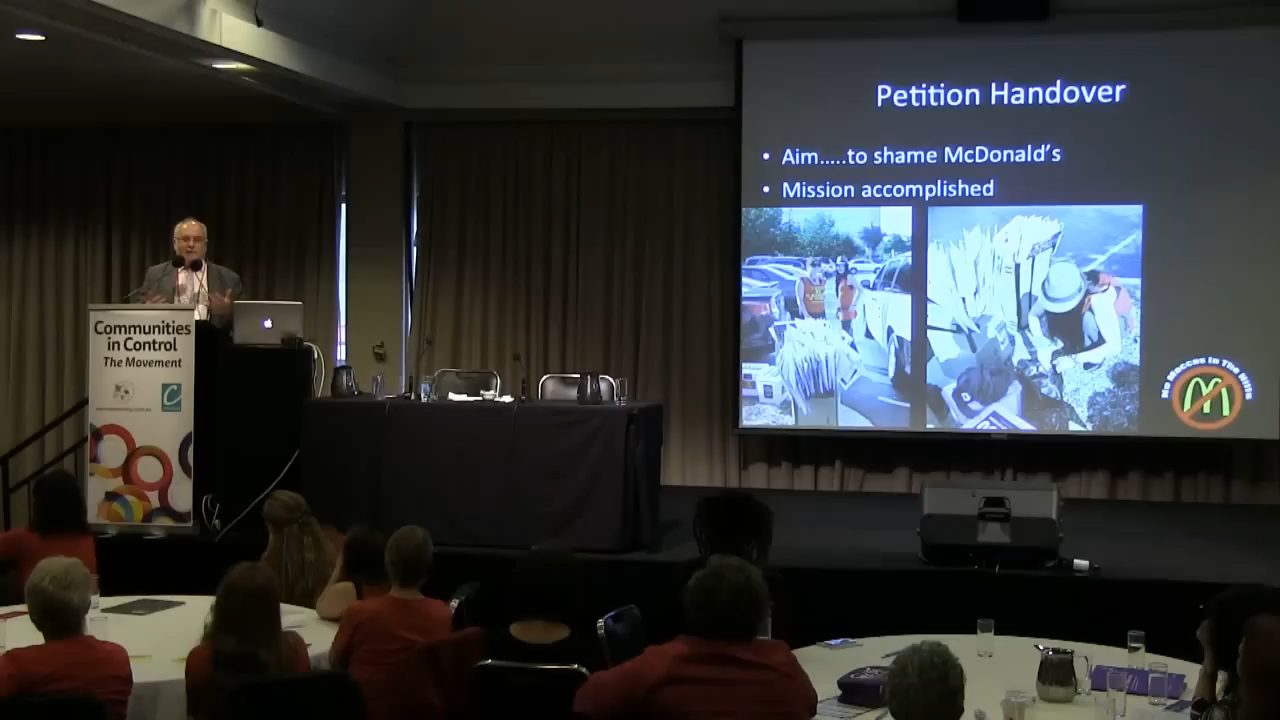 Petition Handover
• Aim.....to shame McDonald's
• Mission accomplished
No Maccas In The Hills
Communities
in Control
The Movement